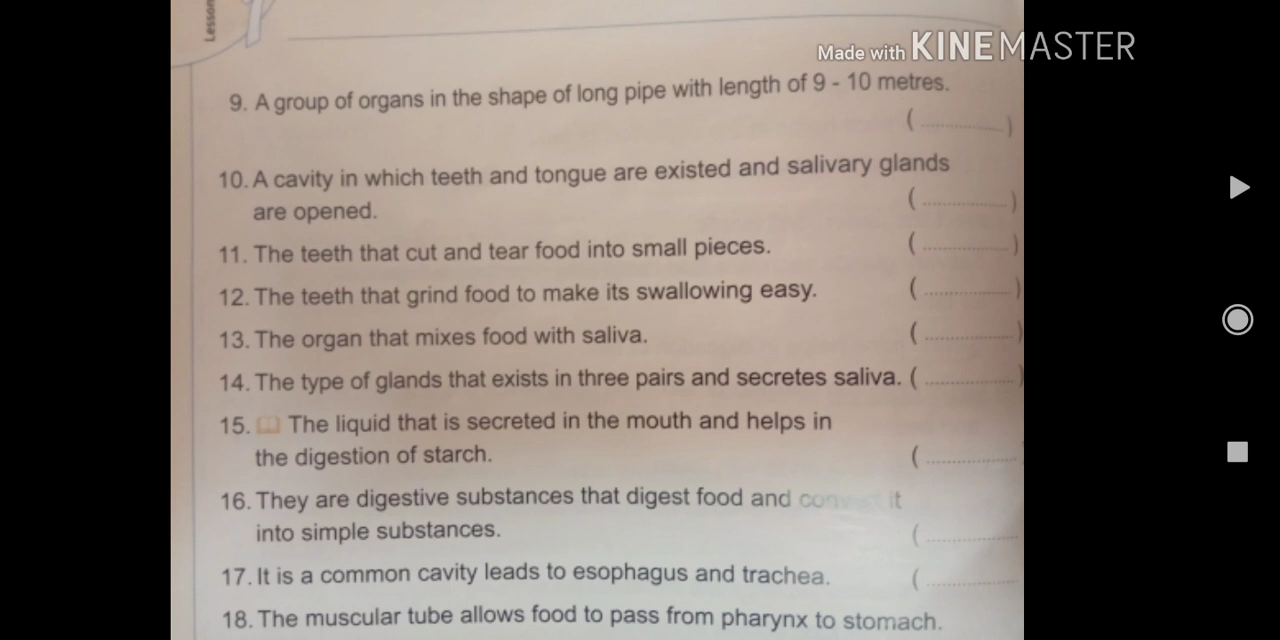 Lesson
Made with KINEMASTER
9. A group of organs in the shape of long pipe with length of 9 - 10 metres.
(.................)
10. A cavity in which teeth and tongue are existed and salivary glands
are opened. (.................)
11. The teeth that cut and tear food into small pieces. (.................)
12. The teeth that grind food to make its swallowing easy. (.................)
13. The organ that mixes food with saliva. (.................)
14. The type of glands that exists in three pairs and secretes saliva. (.................)
15. The liquid that is secreted in the mouth and helps in
the digestion of starch. (.................
16. They are digestive substances that digest food and convert it
into simple substances. (.................
17. It is a common cavity leads to esophagus and trachea. (.................
18. The muscular tube allows food to pass from pharynx to stomach.